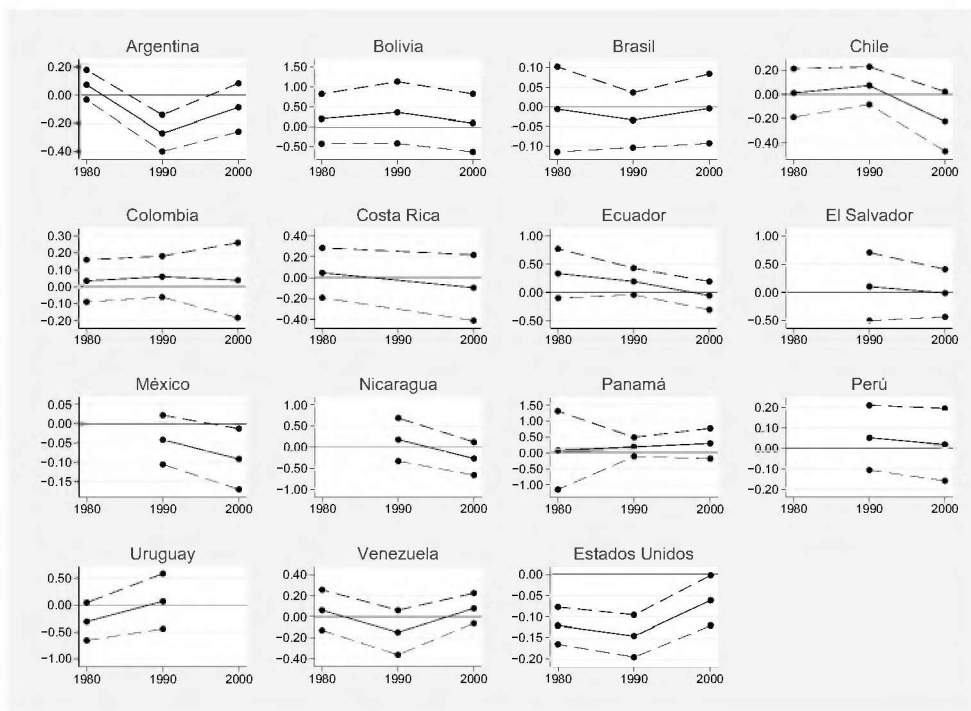 Argentina
0.20
0.00
−0.20
−0.40
1980 1990 2000
Bolivia
1.50
1.00
0.50
0.00
−0.50
1980 1990 2000
Brasil
0.10
0.05
0.00
−0.05
−0.10
1980 1990 2000
Chile
0.20
0.00
−0.20
−0.40
1980 1990 2000
Colombia
0.30
0.20
0.10
0.00
−0.20
1980 1990 2000
Costa Rica
0.40
0.20
0.00
−0.20
−0.40
1980 1990 2000
Ecuador
1.00
0.50
0.00
−0.50
1980 1990 2000
El Salvador
1.00
0.50
0.00
−0.50
1980 1990 2000
México
0.05
0.00
−0.05
−0.10
−0.15
1980 1990 2000
Nicaragua
1.00
0.50
0.00
−0.50
−1.00
1980 1990 2000
Panamá
1.50
1.00
0.50
0.00
−1.00
1980 1990 2000
Perú
0.20
0.10
0.00
−0.10
−0.20
1980 1990 2000
Uruguay
0.50
0.00
−0.50
−1.00
1980 1990 2000
Venezuela
0.40
0.20
0.00
−0.20
−0.40
1980 1990 2000
Estados Unidos
0.00
−0.05
−0.10
−0.15
−0.20
1980 1990 2000